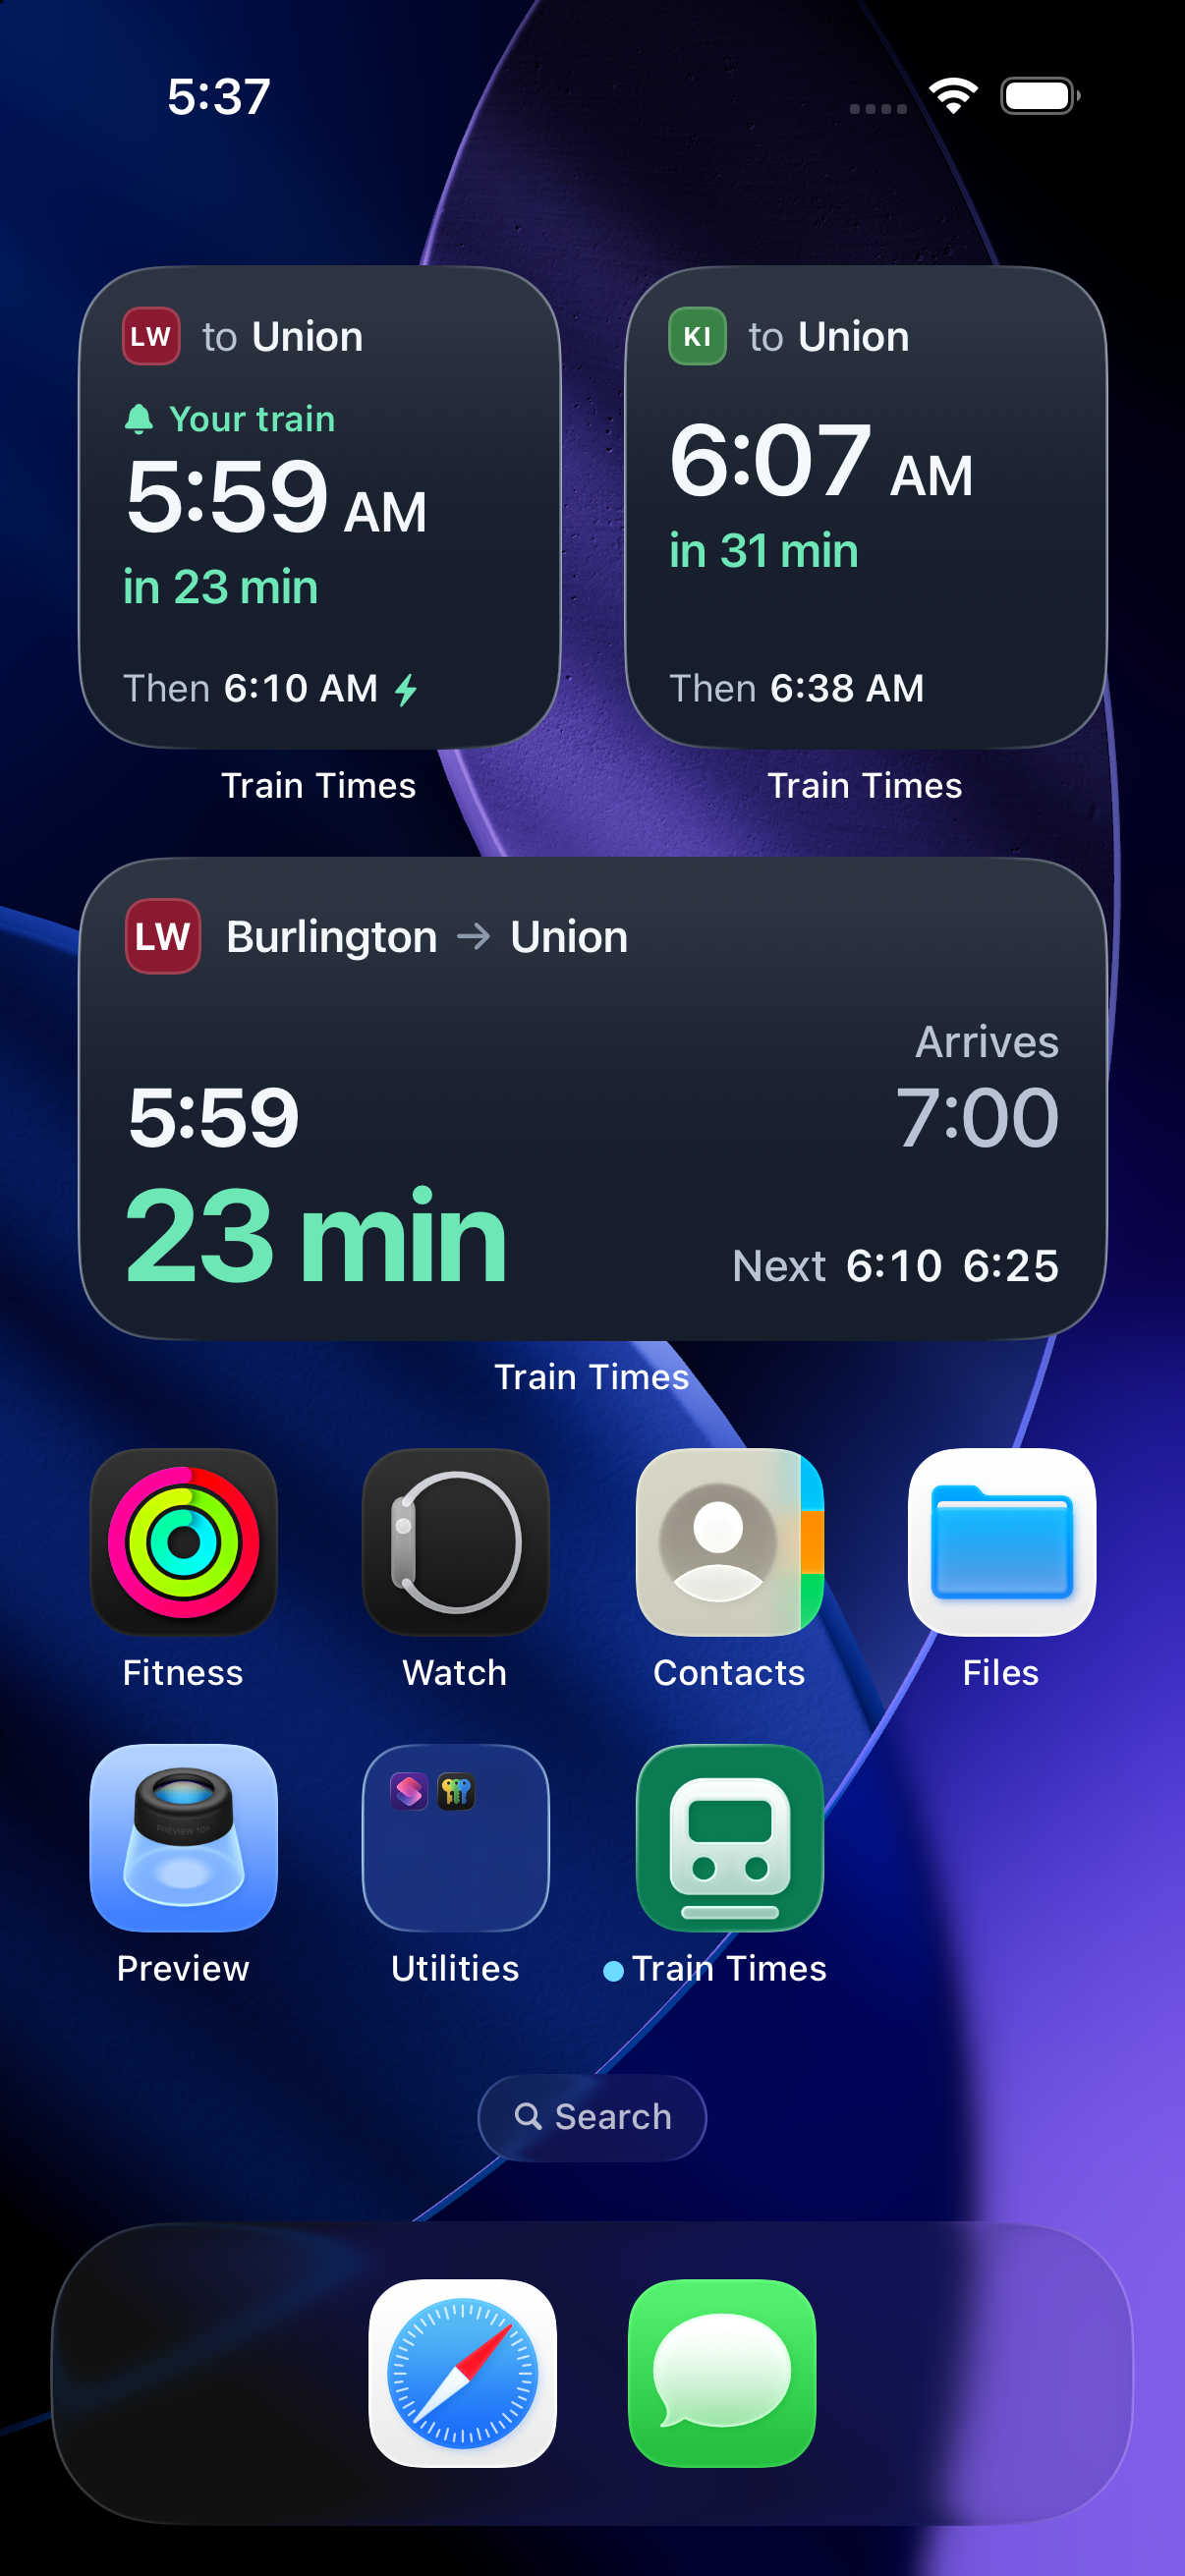 5:37
LW to Union
Your train
5:59 AM
in 23 min
Then 6:10 AM
Train Times
KI to Union
6:07 AM
in 31 min
Then 6:38 AM
Train Times
LW Burlington → Union
Arrives
5:59 7:00
23 min
Next 6:10 6:25
Train Times
Fitness Watch Contacts Files
PREVIEW 10×
Preview Utilities Train Times
Search